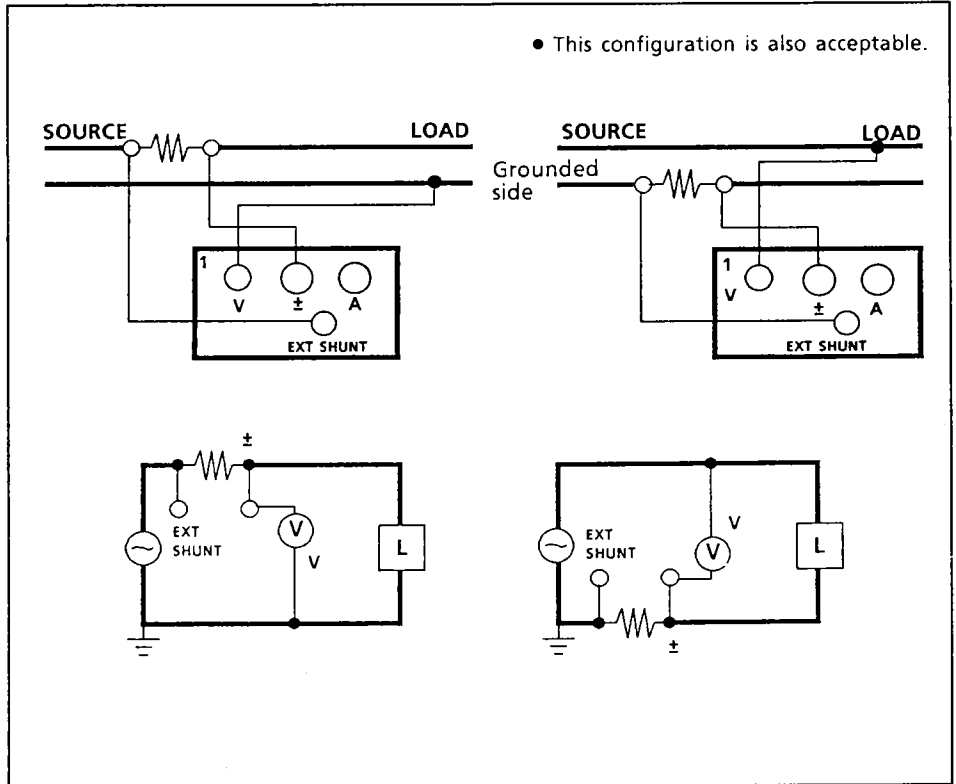 ● This configuration is also acceptable.
SOURCE LOAD
1
V ± A
EXT SHUNT
SOURCE LOAD
Grounded
side
1
V ± A
EXT SHUNT
±
EXT
SHUNT
V
V
L
EXT
SHUNT
V
V
L
±